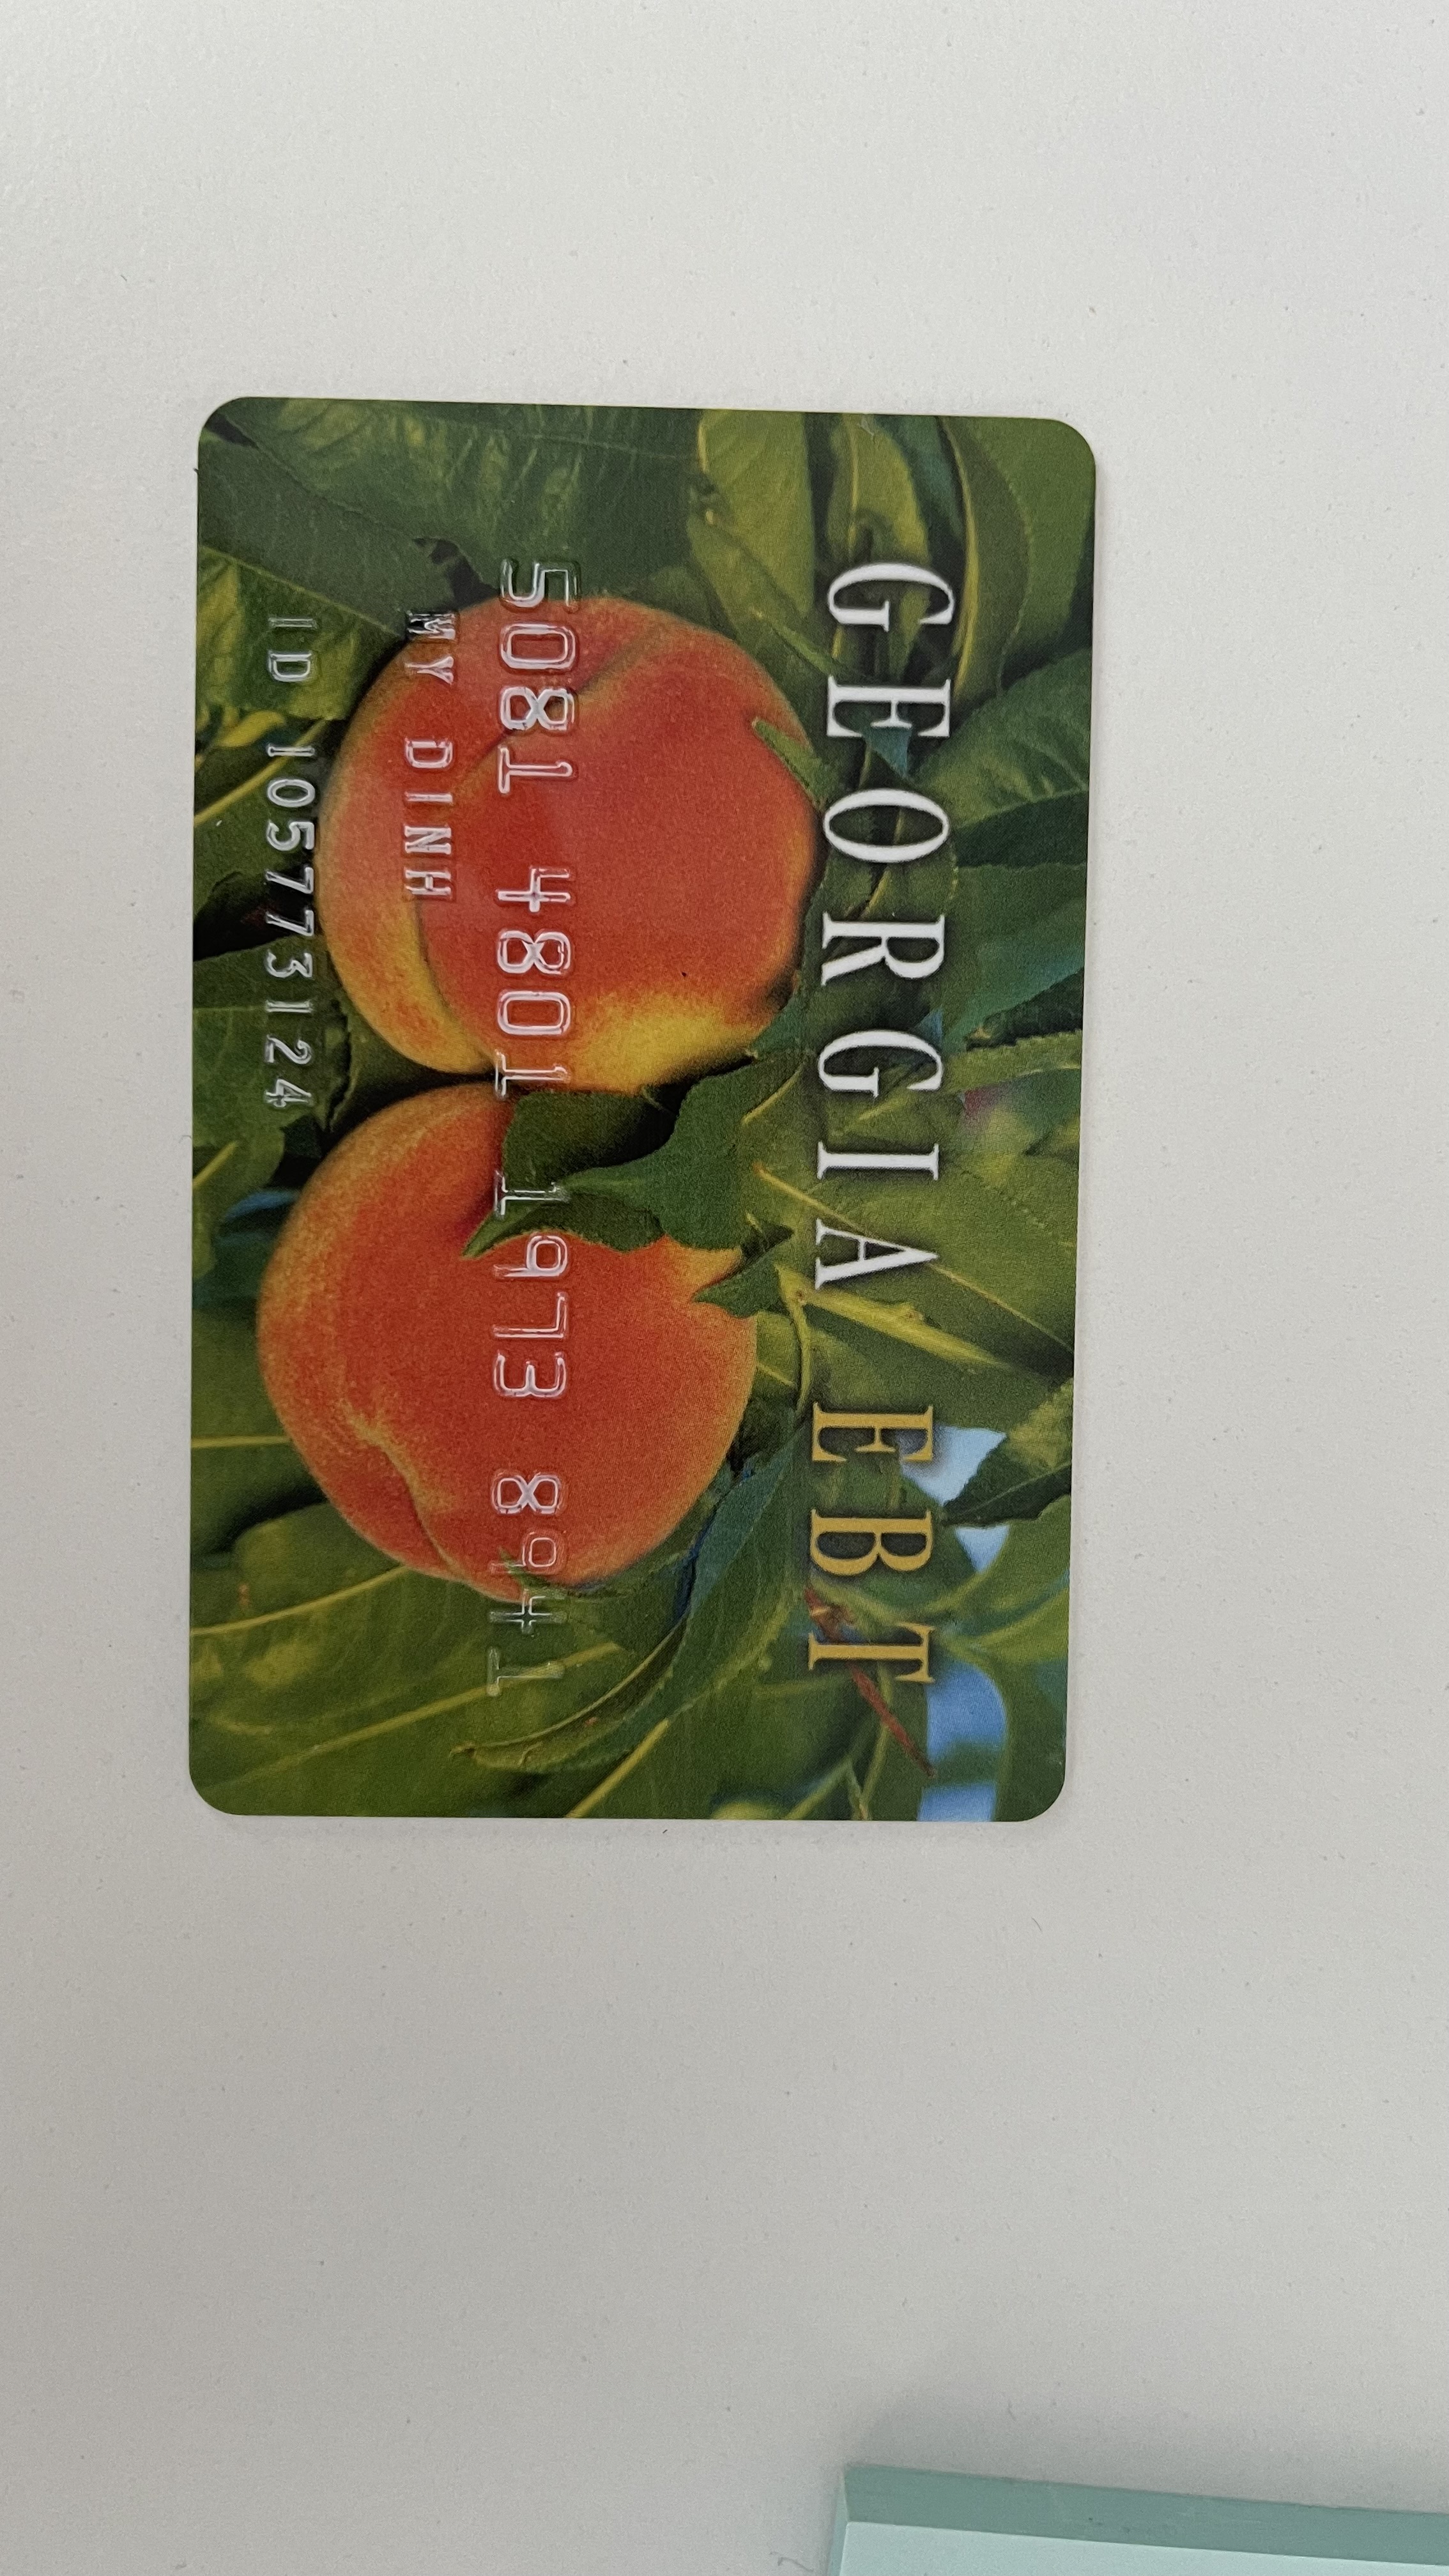 GEORGIA EBT
5081 4801 1973 8941
MY DINH
ID 105773124